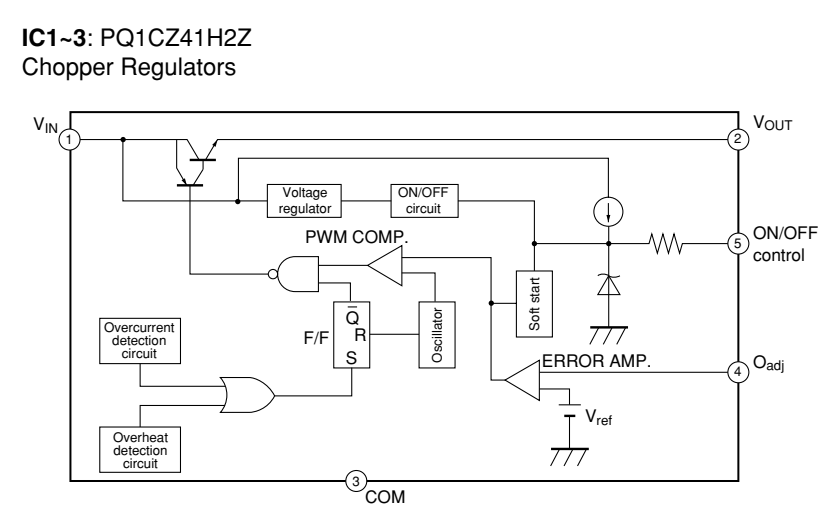 IC1~3: PQ1CZ41H2Z
Chopper Regulators
VIN
1
VOUT
2
Voltage
regulator
ON/OFF
circuit
5
ON/OFF
control
PWM COMP.
Soft start
Oscillator
F/F
Q̅
R
S
Overcurrent
detection
circuit
ERROR AMP.
4
Oadj
Vref
Overheat
detection
circuit
3
COM